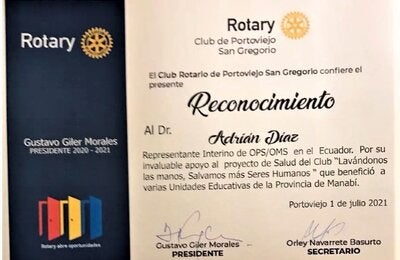 Rotary
Gustavo Giler Morales
PRESIDENTE 2020 - 2021
Rotary abre oportunidades
Rotary
Club de Portoviejo
San Gregorio
El Club Rotario de Portoviejo San Gregorio confiere el
presente
Reconocimiento
Al Dr. Adrián Díaz
Representante Interino de OPS/OMS en el Ecuador. Por su
invaluable apoyo al proyecto de Salud del Club "Lavándonos
las manos, Salvamos más Seres Humanos " que benefició a
varias Unidades Educativas de la Provincia de Manabí.
Portoviejo 1 de julio 2021
Gustavo Giler Morales
PRESIDENTE
Orley Navarrete Basurto
SECRETARIO